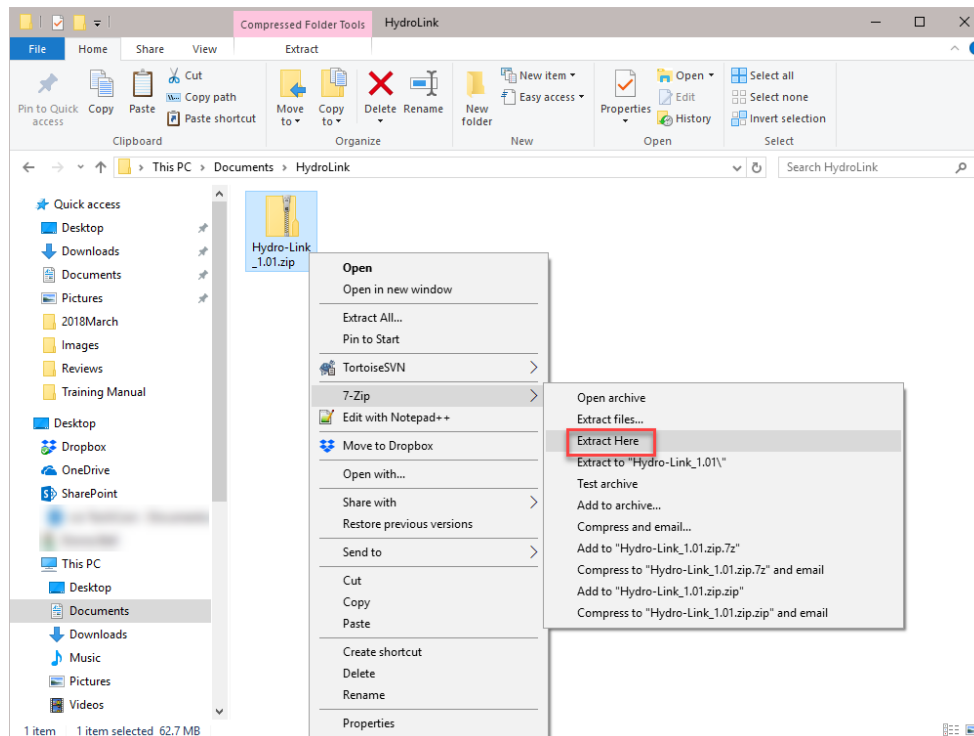 Compressed Folder Tools
HydroLink
File
Home
Share
View
Extract
Pin to Quick
access
Copy
Paste
Cut
Copy path
Paste shortcut
Clipboard
Move
to
Copy
to
Delete
Rename
Organize
New
folder
New item
Easy access
New
Properties
Open
Edit
History
Open
Select all
Select none
Invert selection
Select
This PC > Documents > HydroLink
Search HydroLink
Quick access
Desktop
Downloads
Documents
Pictures
2018March
Images
Reviews
Training Manual
Desktop
Dropbox
OneDrive
SharePoint
This PC
Desktop
Documents
Downloads
Music
Pictures
Videos
Hydro-Link
_1.01.zip
Open
Open in new window
Extract All...
Pin to Start
TortoiseSVN
7-Zip
Edit with Notepad++
Move to Dropbox
Open with...
Share with
Restore previous versions
Send to
Cut
Copy
Paste
Create shortcut
Delete
Rename
Properties
Open archive
Extract files...
Extract Here
Extract to "Hydro-Link_1.01\"
Test archive
Add to archive...
Compress and email...
Add to "Hydro-Link_1.01.zip.7z"
Compress to "Hydro-Link_1.01.zip.7z" and email
Add to "Hydro-Link_1.01.zip.zip"
Compress to "Hydro-Link_1.01.zip.zip" and email
1 item 1 item selected 62.7 MB